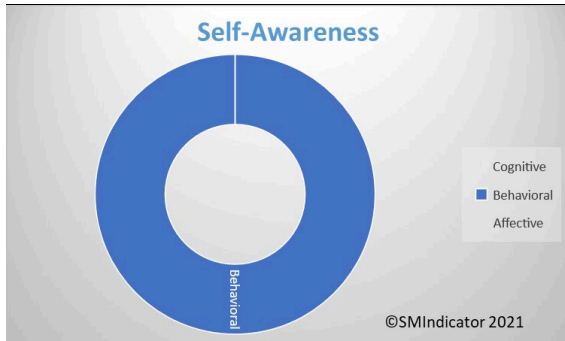 Self-Awareness
Cognitive
Behavioral
Affective
Behavioral
©SMIndicator 2021